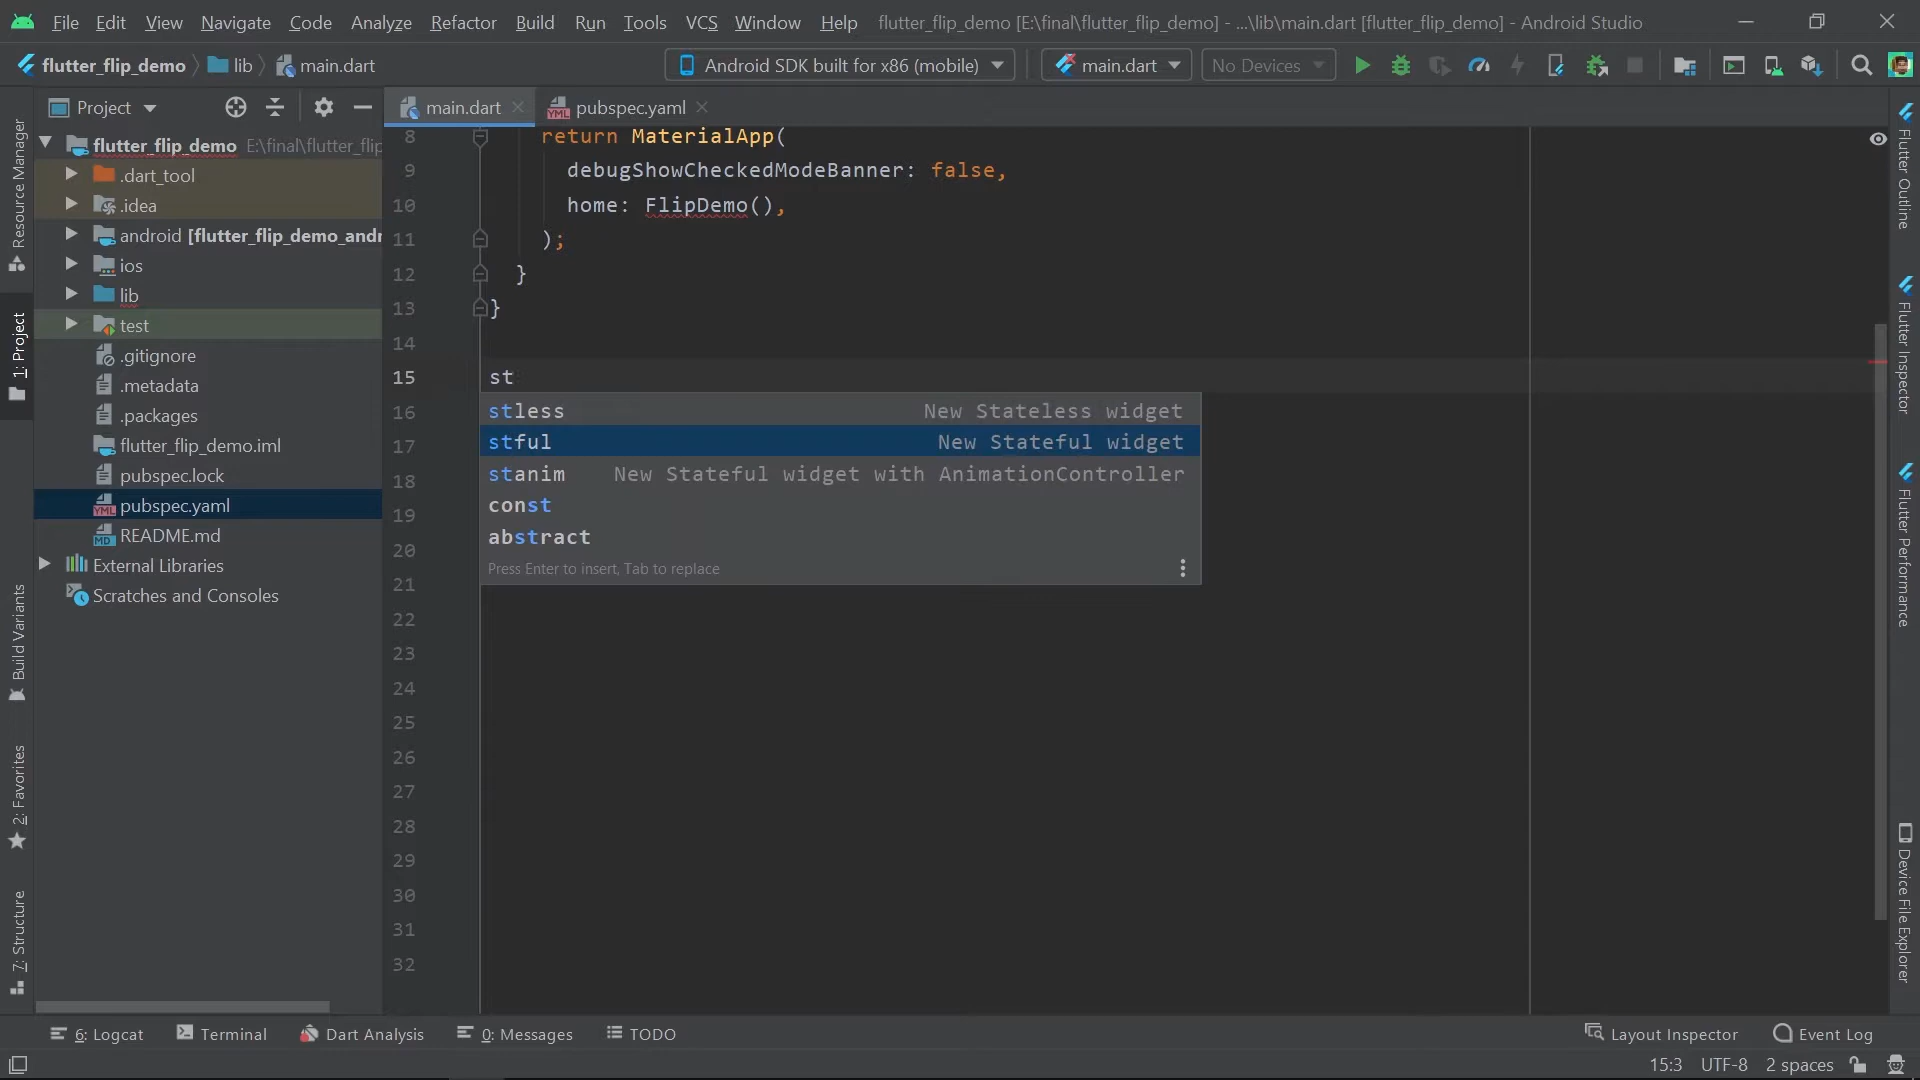 File Edit View Navigate Code Analyze Refactor Build Run Tools VCS Window Help flutter_flip_demo [E:\final\flutter_flip_demo] - ...\lib\main.dart [flutter_flip_demo] - Android Studio
flutter_flip_demo lib main.dart Android SDK built for x86 (mobile) main.dart No Devices
Project main.dart pubspec.yaml
flutter_flip_demo E:\final\flutter_flip
.dart_tool
.idea
android [flutter_flip_demo_andr
ios
lib
test
.gitignore
.metadata
.packages
flutter_flip_demo.iml
pubspec.lock
pubspec.yaml
README.md
External Libraries
Scratches and Consoles
8 return MaterialApp(
9 debugShowCheckedModeBanner: false,
10 home: FlipDemo(),
11 );
12 }
13 }
14
15 st
16
17
18
19
20
21
22
23
24
25
26
27
28
29
30
31
32
stless New Stateless widget
stful New Stateful widget
stanim New Stateful widget with AnimationController
const
abstract
Press Enter to insert, Tab to replace
Resource Manager
1: Project
Build Variants
2: Favorites
7: Structure
Flutter Outline
Flutter Inspector
Flutter Performance
Device File Explorer
6: Logcat Terminal Dart Analysis 0: Messages TODO Layout Inspector Event Log
15:3 UTF-8 2 spaces